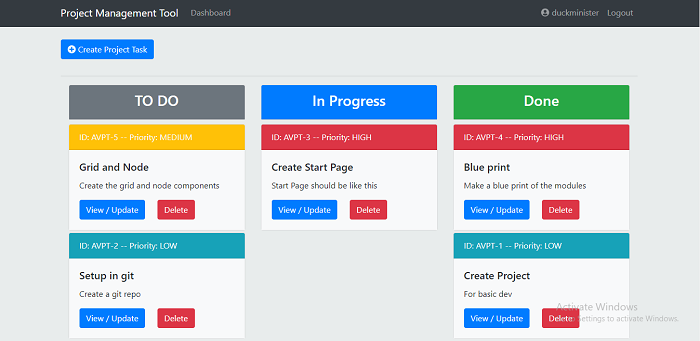 Project Management Tool
Dashboard
duckminister
Logout
Create Project Task
TO DO
ID: AVPT-5 -- Priority: MEDIUM
Grid and Node
Create the grid and node components
View / Update
Delete
ID: AVPT-2 -- Priority: LOW
Setup in git
Create a git repo
View / Update
Delete
In Progress
ID: AVPT-3 -- Priority: HIGH
Create Start Page
Start Page should be like this
View / Update
Delete
Done
ID: AVPT-4 -- Priority: HIGH
Blue print
Make a blue print of the modules
View / Update
Delete
ID: AVPT-1 -- Priority: LOW
Create Project
For basic dev
View / Update
Delete
Activate Windows
Settings to activate Windows.